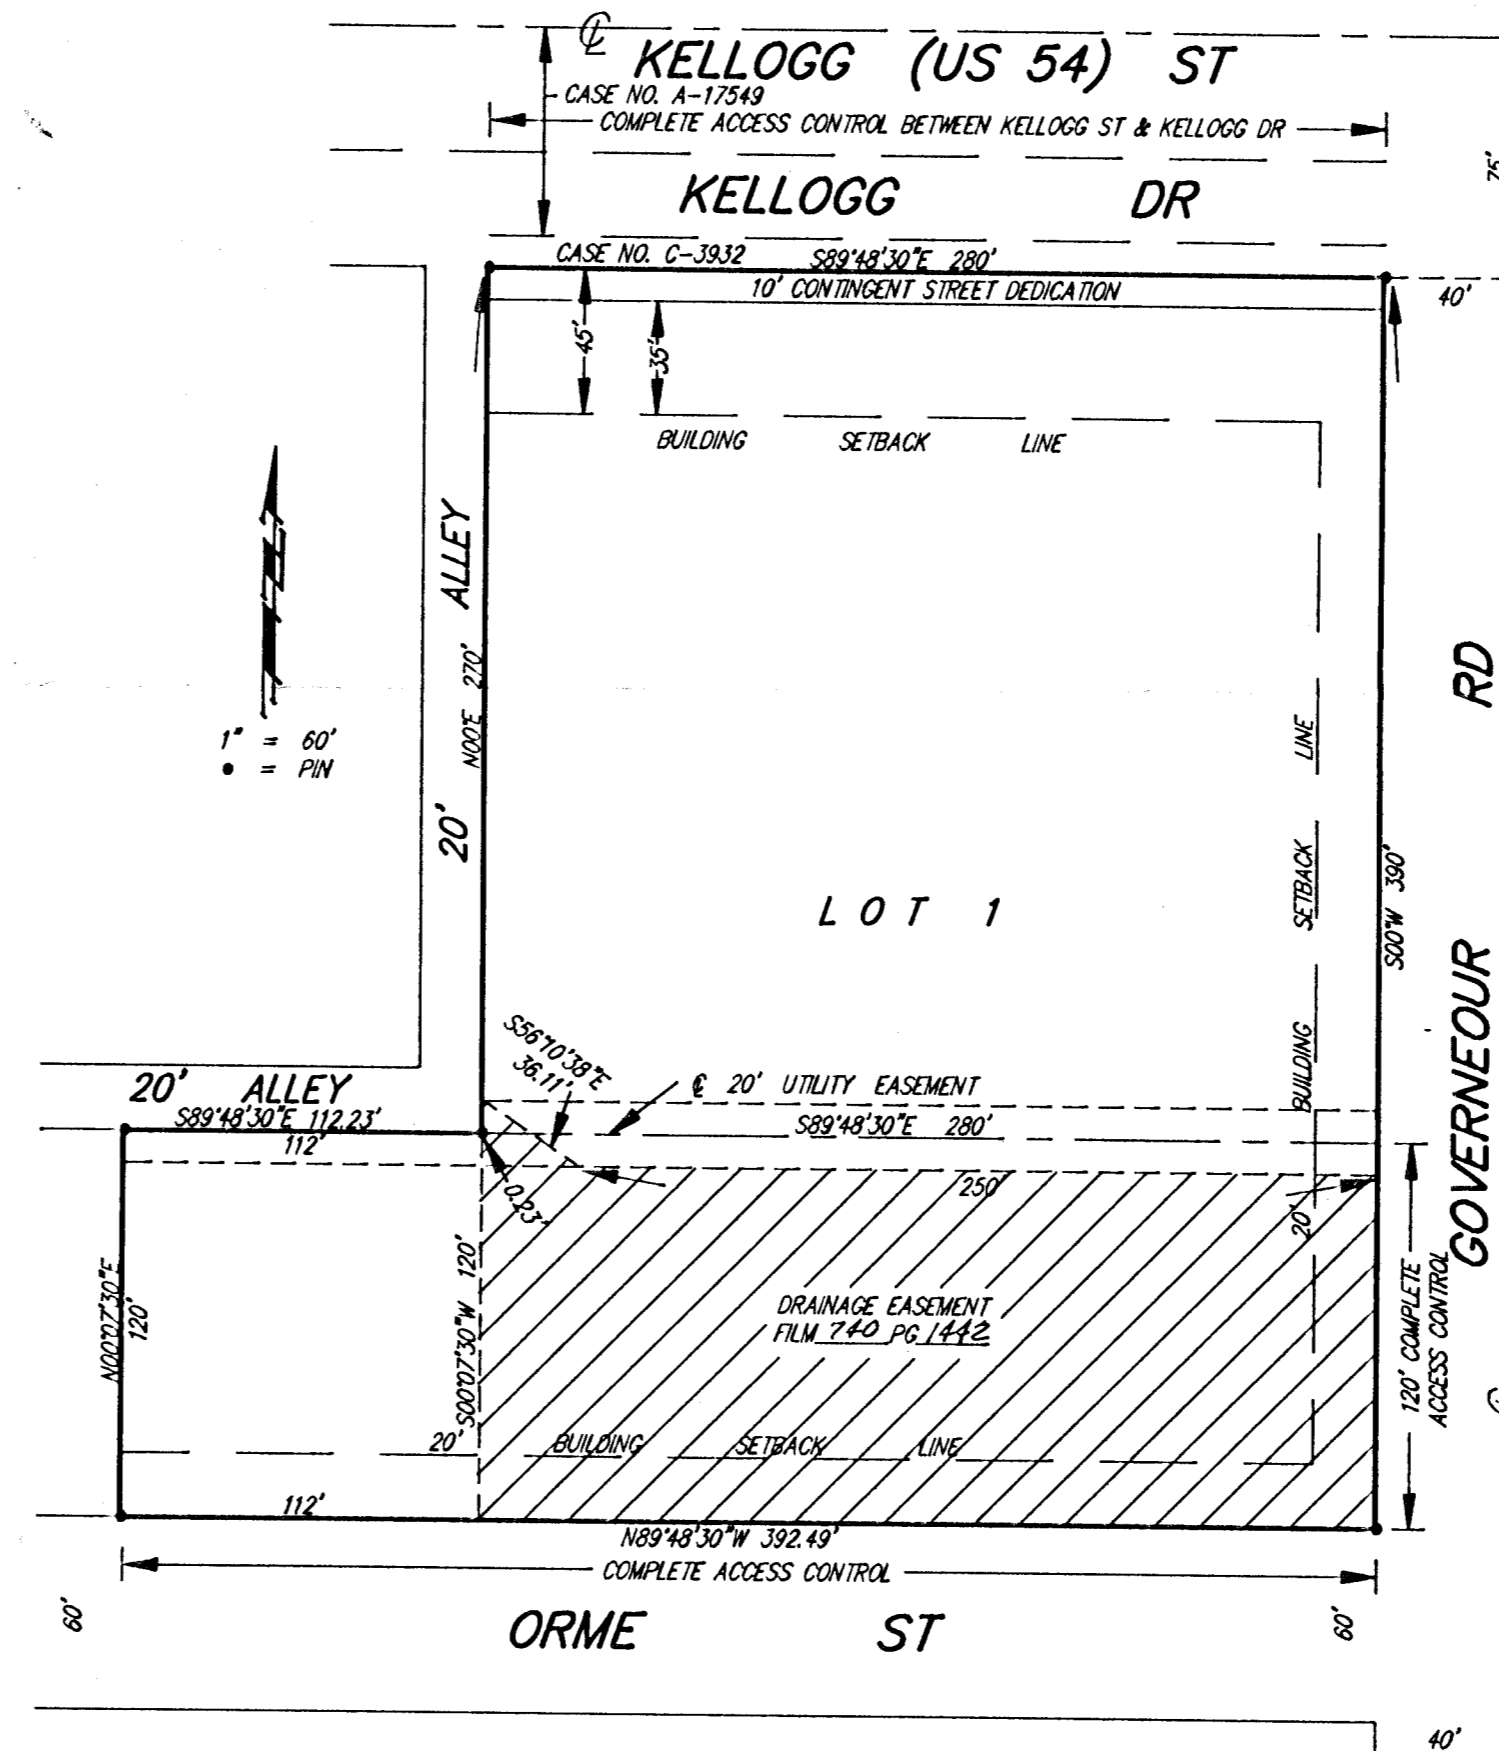 ℄
KELLOGG (US 54) ST
CASE NO. A-17549
COMPLETE ACCESS CONTROL BETWEEN KELLOGG ST & KELLOGG DR
75'
KELLOGG DR
CASE NO. C-3932
S89°48'30"E 280'
10' CONTINGENT STREET DEDICATION
40'
45'
35'
BUILDING SETBACK LINE
20' ALLEY
N00°E 270'
1" = 60'
• = PIN
BUILDING SETBACK LINE
GOVERNEOUR RD
S00°W 390'
LOT 1
S56°10'38"E
36.11'
℄ 20' UTILITY EASEMENT
S89°48'30"E 280'
20' ALLEY
S89°48'30"E 112.23'
112'
0.23'
250'
20'
N00°07'30"E
120'
S00°07'30"W 120'
DRAINAGE EASEMENT
FILM 740 PG 1442
120' COMPLETE
ACCESS CONTROL
20'
BUILDING SETBACK LINE
112'
N89°48'30"W 392.49'
COMPLETE ACCESS CONTROL
60'
ORME ST
60'
40'